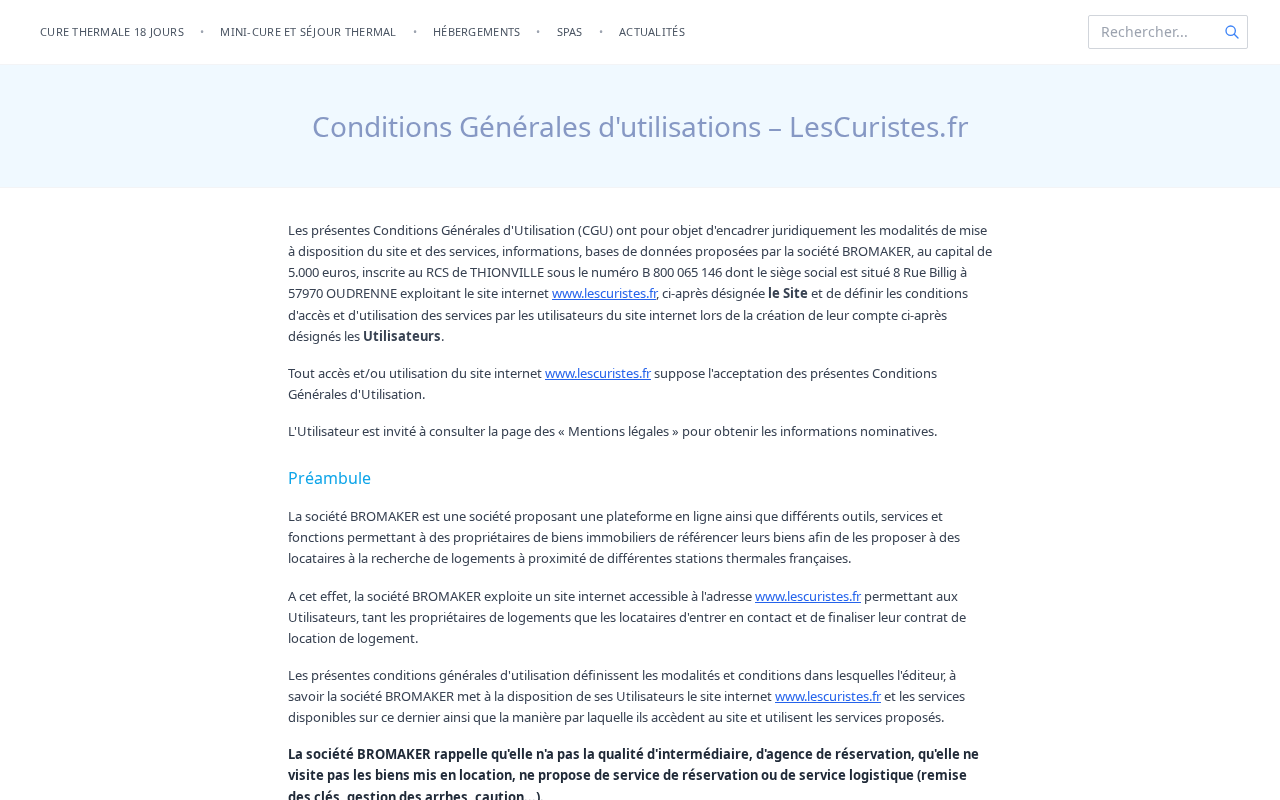 CURE THERMALE 18 JOURS • MINI-CURE ET SÉJOUR THERMAL • HÉBERGEMENTS • SPAS • ACTUALITÉS Rechercher...
Conditions Générales d'utilisations – LesCuristes.fr
Les présentes Conditions Générales d'Utilisation (CGU) ont pour objet d'encadrer juridiquement les modalités de mise
à disposition du site et des services, informations, bases de données proposées par la société BROMAKER, au capital de
5.000 euros, inscrite au RCS de THIONVILLE sous le numéro B 800 065 146 dont le siège social est situé 8 Rue Billig à
57970 OUDRENNE exploitant le site internet www.lescuristes.fr, ci-après désignée le Site et de définir les conditions
d'accès et d'utilisation des services par les utilisateurs du site internet lors de la création de leur compte ci-après
désignés les Utilisateurs.
Tout accès et/ou utilisation du site internet www.lescuristes.fr suppose l'acceptation des présentes Conditions
Générales d'Utilisation.
L'Utilisateur est invité à consulter la page des « Mentions légales » pour obtenir les informations nominatives.
Préambule
La société BROMAKER est une société proposant une plateforme en ligne ainsi que différents outils, services et
fonctions permettant à des propriétaires de biens immobiliers de référencer leurs biens afin de les proposer à des
locataires à la recherche de logements à proximité de différentes stations thermales françaises.
A cet effet, la société BROMAKER exploite un site internet accessible à l'adresse www.lescuristes.fr permettant aux
Utilisateurs, tant les propriétaires de logements que les locataires d'entrer en contact et de finaliser leur contrat de
location de logement.
Les présentes conditions générales d'utilisation définissent les modalités et conditions dans lesquelles l'éditeur, à
savoir la société BROMAKER met à la disposition de ses Utilisateurs le site internet www.lescuristes.fr et les services
disponibles sur ce dernier ainsi que la manière par laquelle ils accèdent au site et utilisent les services proposés.
La société BROMAKER rappelle qu'elle n'a pas la qualité d'intermédiaire, d'agence de réservation, qu'elle ne
visite pas les biens mis en location, ne propose de service de réservation ou de service logistique (remise
des clés, gestion des arrhes, caution...).